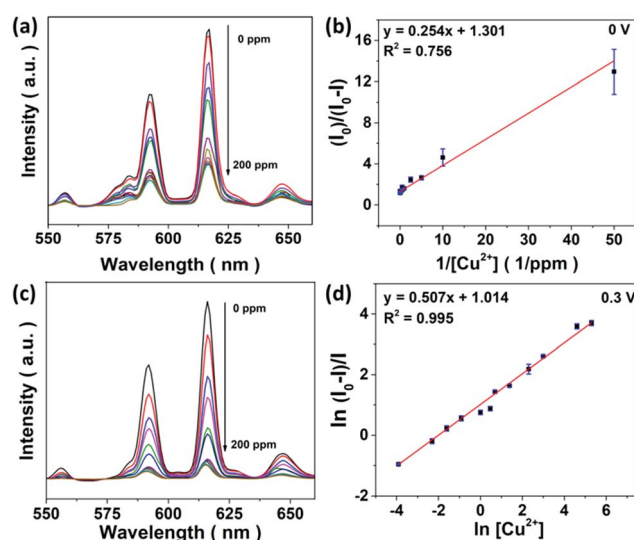 (a)
0 ppm
200 ppm
Intensity ( a.u. )
550 575 600 625 650
Wavelength ( nm )
(b)
y = 0.254x + 1.301
0 V
R² = 0.756
(I₀)/(I₀-I)
16
12
8
4
0
0 10 20 30 40 50
1/[Cu²⁺] ( 1/ppm )
(c)
0 ppm
200 ppm
Intensity ( a.u. )
550 575 600 625 650
Wavelength ( nm )
(d)
y = 0.507x + 1.014
0.3 V
R² = 0.995
ln (I₀-I)/I
4
2
0
-2
-4 -2 0 2 4 6
ln [Cu²⁺]